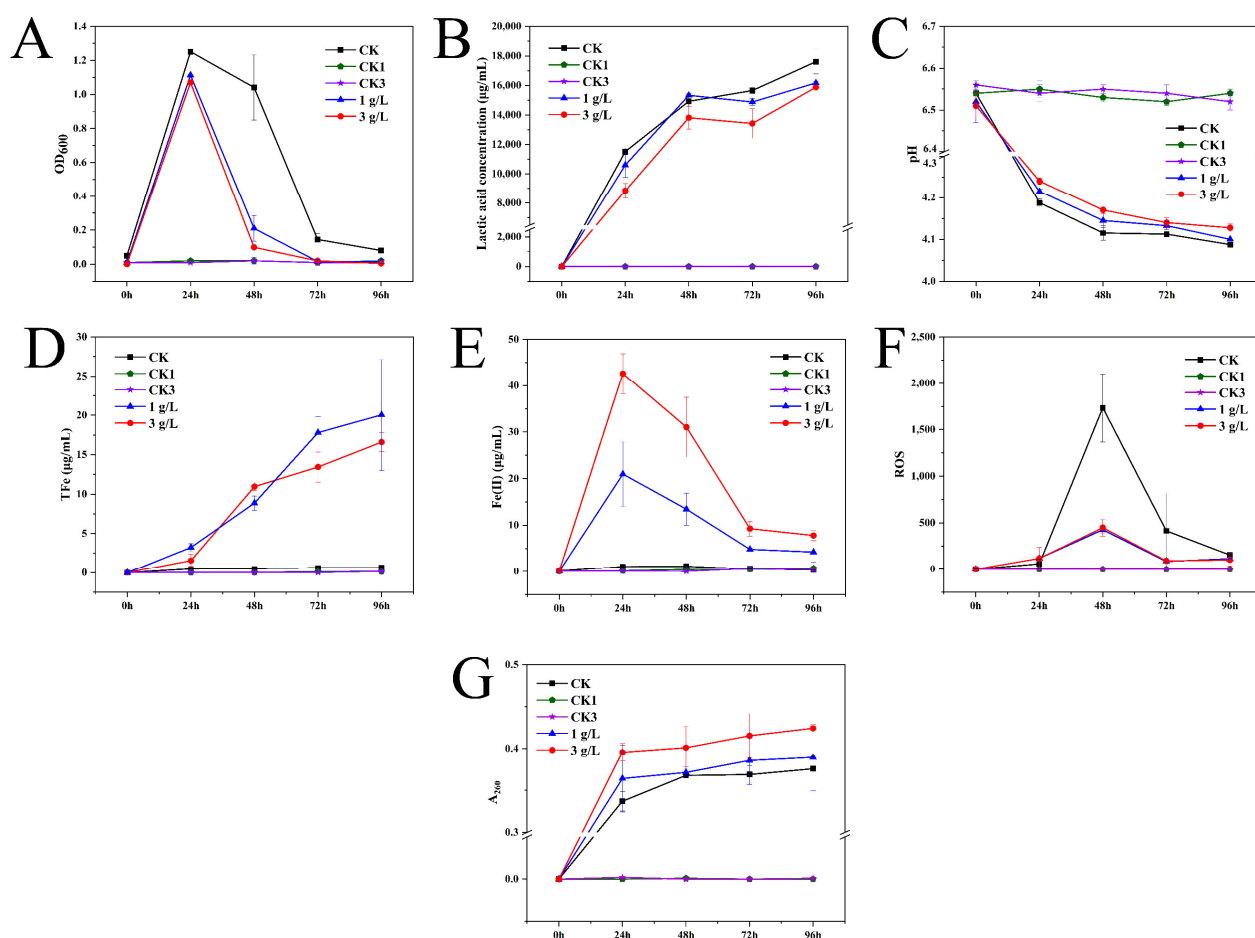 A
1.4
1.2
1.0
0.8
0.6
0.4
0.2
0.0
OD600
CK
CK1
CK3
1 g/L
3 g/L
0h 24h 48h 72h 96h
B
20,000
18,000
16,000
14,000
12,000
10,000
8,000
2,000
0
Lactic acid concentration (μg/mL)
CK
CK1
CK3
1 g/L
3 g/L
0h 24h 48h 72h 96h
C
6.7
6.6
6.5
6.4
4.3
4.2
4.1
4.0
pH
CK
CK1
CK3
1 g/L
3 g/L
0h 24h 48h 72h 96h
D
30
25
20
15
10
5
0
TFe (μg/mL)
CK
CK1
CK3
1 g/L
3 g/L
0h 24h 48h 72h 96h
E
50
40
30
20
10
0
Fe(II) (μg/mL)
CK
CK1
CK3
1 g/L
3 g/L
0h 24h 48h 72h 96h
F
2,500
2,000
1,750
1,500
1,250
1,000
750
500
250
0
ROS
CK
CK1
CK3
1 g/L
3 g/L
0h 24h 48h 72h 96h
G
0.5
0.4
0.3
0.0
A260
CK
CK1
CK3
1 g/L
3 g/L
0h 24h 48h 72h 96h